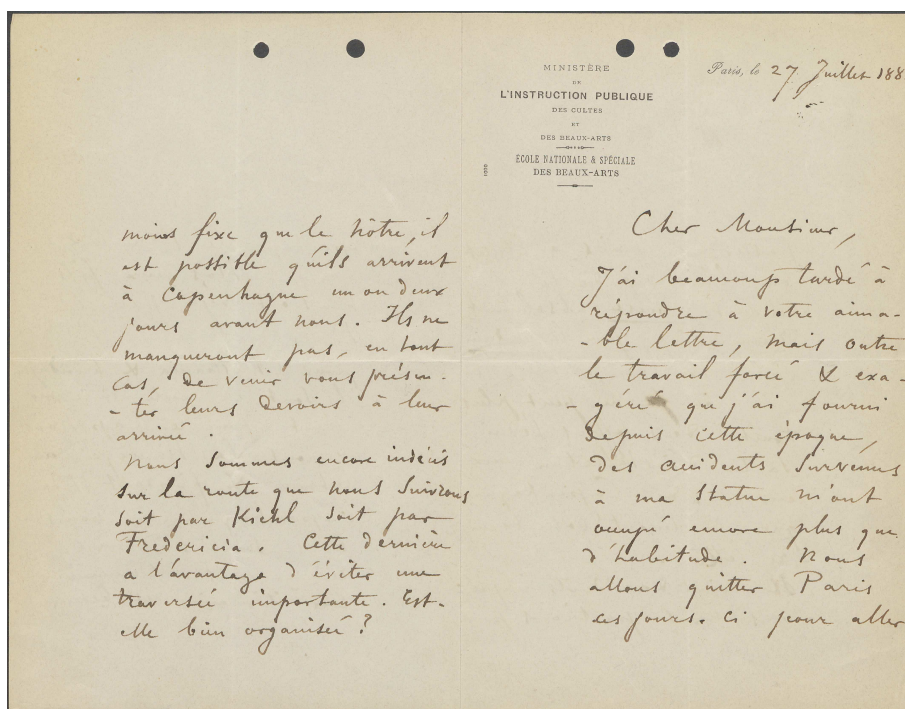 MINISTÈRE
DE
L'INSTRUCTION PUBLIQUE
DES CULTES
ET
DES BEAUX-ARTS
ÉCOLE NATIONALE & SPÉCIALE
DES BEAUX-ARTS
Paris, le 27 Juillet 188
Cher Monsieur,
J'ai beaucoup tardé à
répondre à votre aima-
-ble lettre, mais outre
le travail forcé & exa-
-géré que j'ai fourni
depuis cette époque,
des accidents survenus
à ma statue m'ont
occupé encore plus que
d'habitude. Nous
allons quitter Paris
ces jours-ci pour aller
moins fixe que le nôtre, il
est possible qu'ils arrivent
à Copenhague un ou deux
jours avant nous. Ils ne
manqueront pas, en tout
cas, de venir vous présen-
-ter leurs devoirs à leur
arrivée.
Nous sommes encore indécis
sur la route que nous suivrons
soit par Kiehl soit par
Fredericia. Cette dernière
a l'avantage d'éviter une
traversée importante. Est-
elle bien organisée?